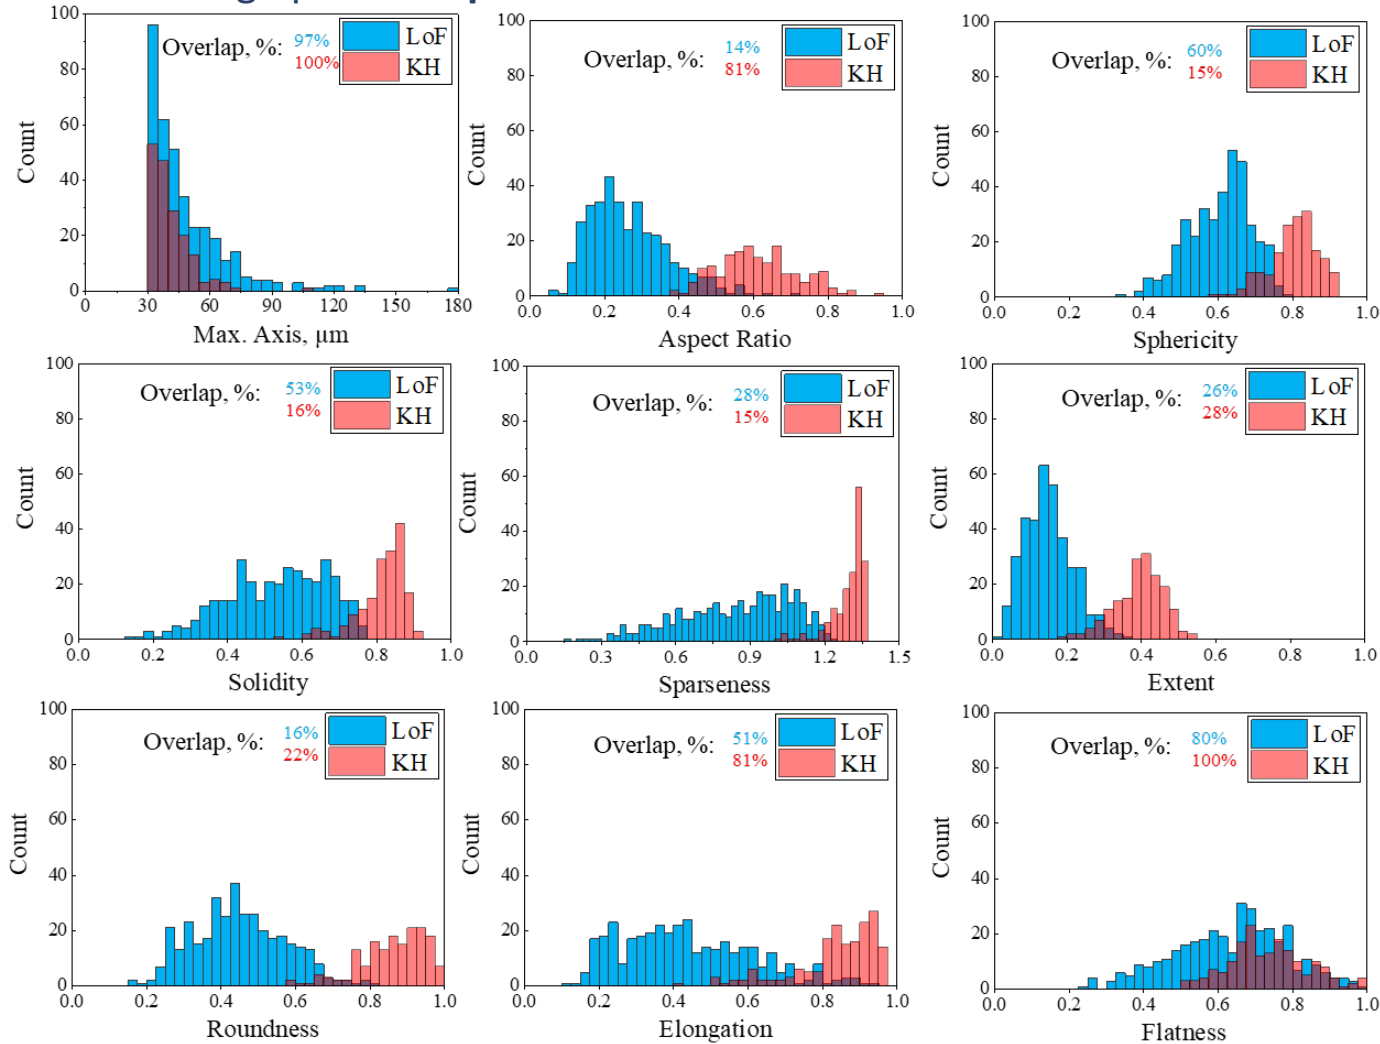 100
80
60
40
20
0
Count
Overlap, %:
97%
100%
LoF
KH
0 30 60 90 120 150 180
Max. Axis, µm
100
80
60
40
20
0
Count
Overlap, %:
14%
81%
LoF
KH
0.0 0.2 0.4 0.6 0.8 1.0
Aspect Ratio
100
80
60
40
20
0
Count
Overlap, %:
60%
15%
LoF
KH
0.0 0.2 0.4 0.6 0.8 1.0
Sphericity
100
80
60
40
20
0
Count
Overlap, %:
53%
16%
LoF
KH
0.0 0.2 0.4 0.6 0.8 1.0
Solidity
100
80
60
40
20
0
Count
Overlap, %:
28%
15%
LoF
KH
0.0 0.3 0.6 0.9 1.2 1.5
Sparseness
100
80
60
40
20
0
Count
Overlap, %:
26%
28%
LoF
KH
0.0 0.2 0.4 0.6 0.8 1.0
Extent
100
80
60
40
20
0
Count
Overlap, %:
16%
22%
LoF
KH
0.0 0.2 0.4 0.6 0.8 1.0
Roundness
100
80
60
40
20
0
Count
Overlap, %:
51%
81%
LoF
KH
0.0 0.2 0.4 0.6 0.8 1.0
Elongation
100
80
60
40
20
0
Count
Overlap, %:
80%
100%
LoF
KH
0.0 0.2 0.4 0.6 0.8 1.0
Flatness